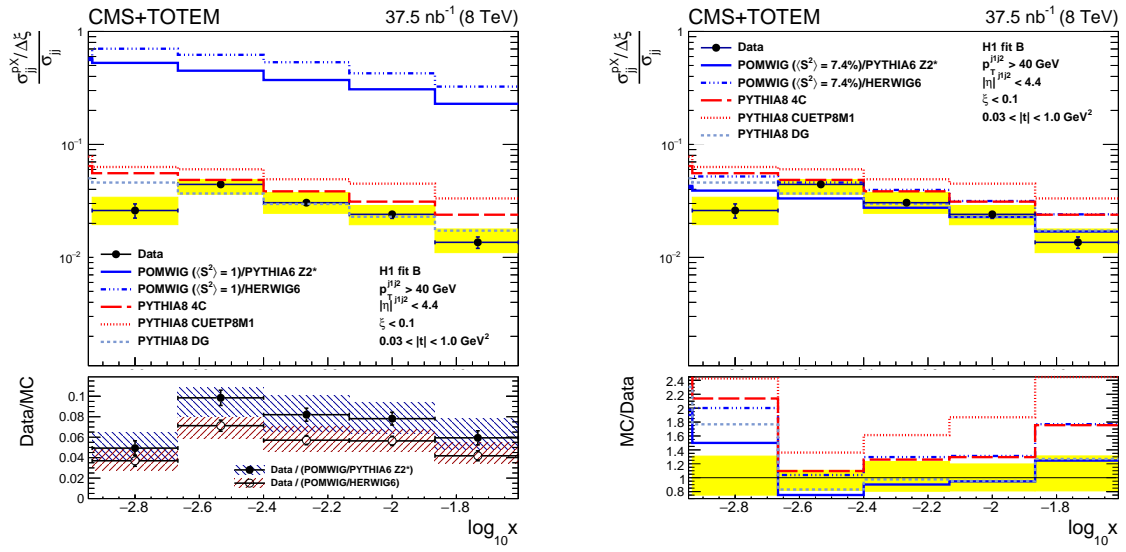 CMS+TOTEM 37.5 nb⁻¹ (8 TeV)
σ_jj^pX/Δξ
σ_jj
1
10⁻¹
10⁻²
Data
POMWIG (⟨S²⟩ = 1)/PYTHIA6 Z2*
POMWIG (⟨S²⟩ = 1)/HERWIG6
PYTHIA8 4C
PYTHIA8 CUETP8M1
PYTHIA8 DG
H1 fit B
p_T^j1j2 > 40 GeV
|η|^j1j2 < 4.4
ξ < 0.1
0.03 < |t| < 1.0 GeV²
Data/MC
0.1
0.08
0.06
0.04
0.02
0
Data / (POMWIG/PYTHIA6 Z2*)
Data / (POMWIG/HERWIG6)
−2.8 −2.6 −2.4 −2.2 −2 −1.8
log₁₀ x
CMS+TOTEM 37.5 nb⁻¹ (8 TeV)
σ_jj^pX/Δξ
σ_jj
1
10⁻¹
10⁻²
Data
POMWIG (⟨S²⟩ = 7.4%)/PYTHIA6 Z2*
POMWIG (⟨S²⟩ = 7.4%)/HERWIG6
PYTHIA8 4C
PYTHIA8 CUETP8M1
PYTHIA8 DG
H1 fit B
p_T^j1j2 > 40 GeV
|η|^j1j2 < 4.4
ξ < 0.1
0.03 < |t| < 1.0 GeV²
MC/Data
2.4
2.2
2
1.8
1.6
1.4
1.2
1
0.8
−2.8 −2.6 −2.4 −2.2 −2 −1.8
log₁₀ x